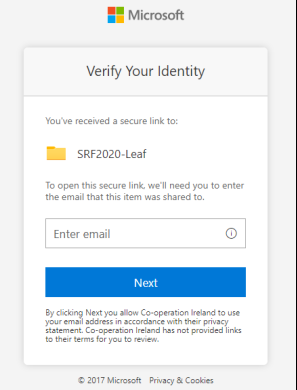 Microsoft
Verify Your Identity
You've received a secure link to:
SRF2020-Leaf
To open this secure link, we'll need you to enter
the email that this item was shared to.
Enter email
Next
By clicking Next you allow Co-operation Ireland to use
your email address in accordance with their privacy
statement. Co-operation Ireland has not provided links
to their terms for you to review.
© 2017 Microsoft Privacy & Cookies